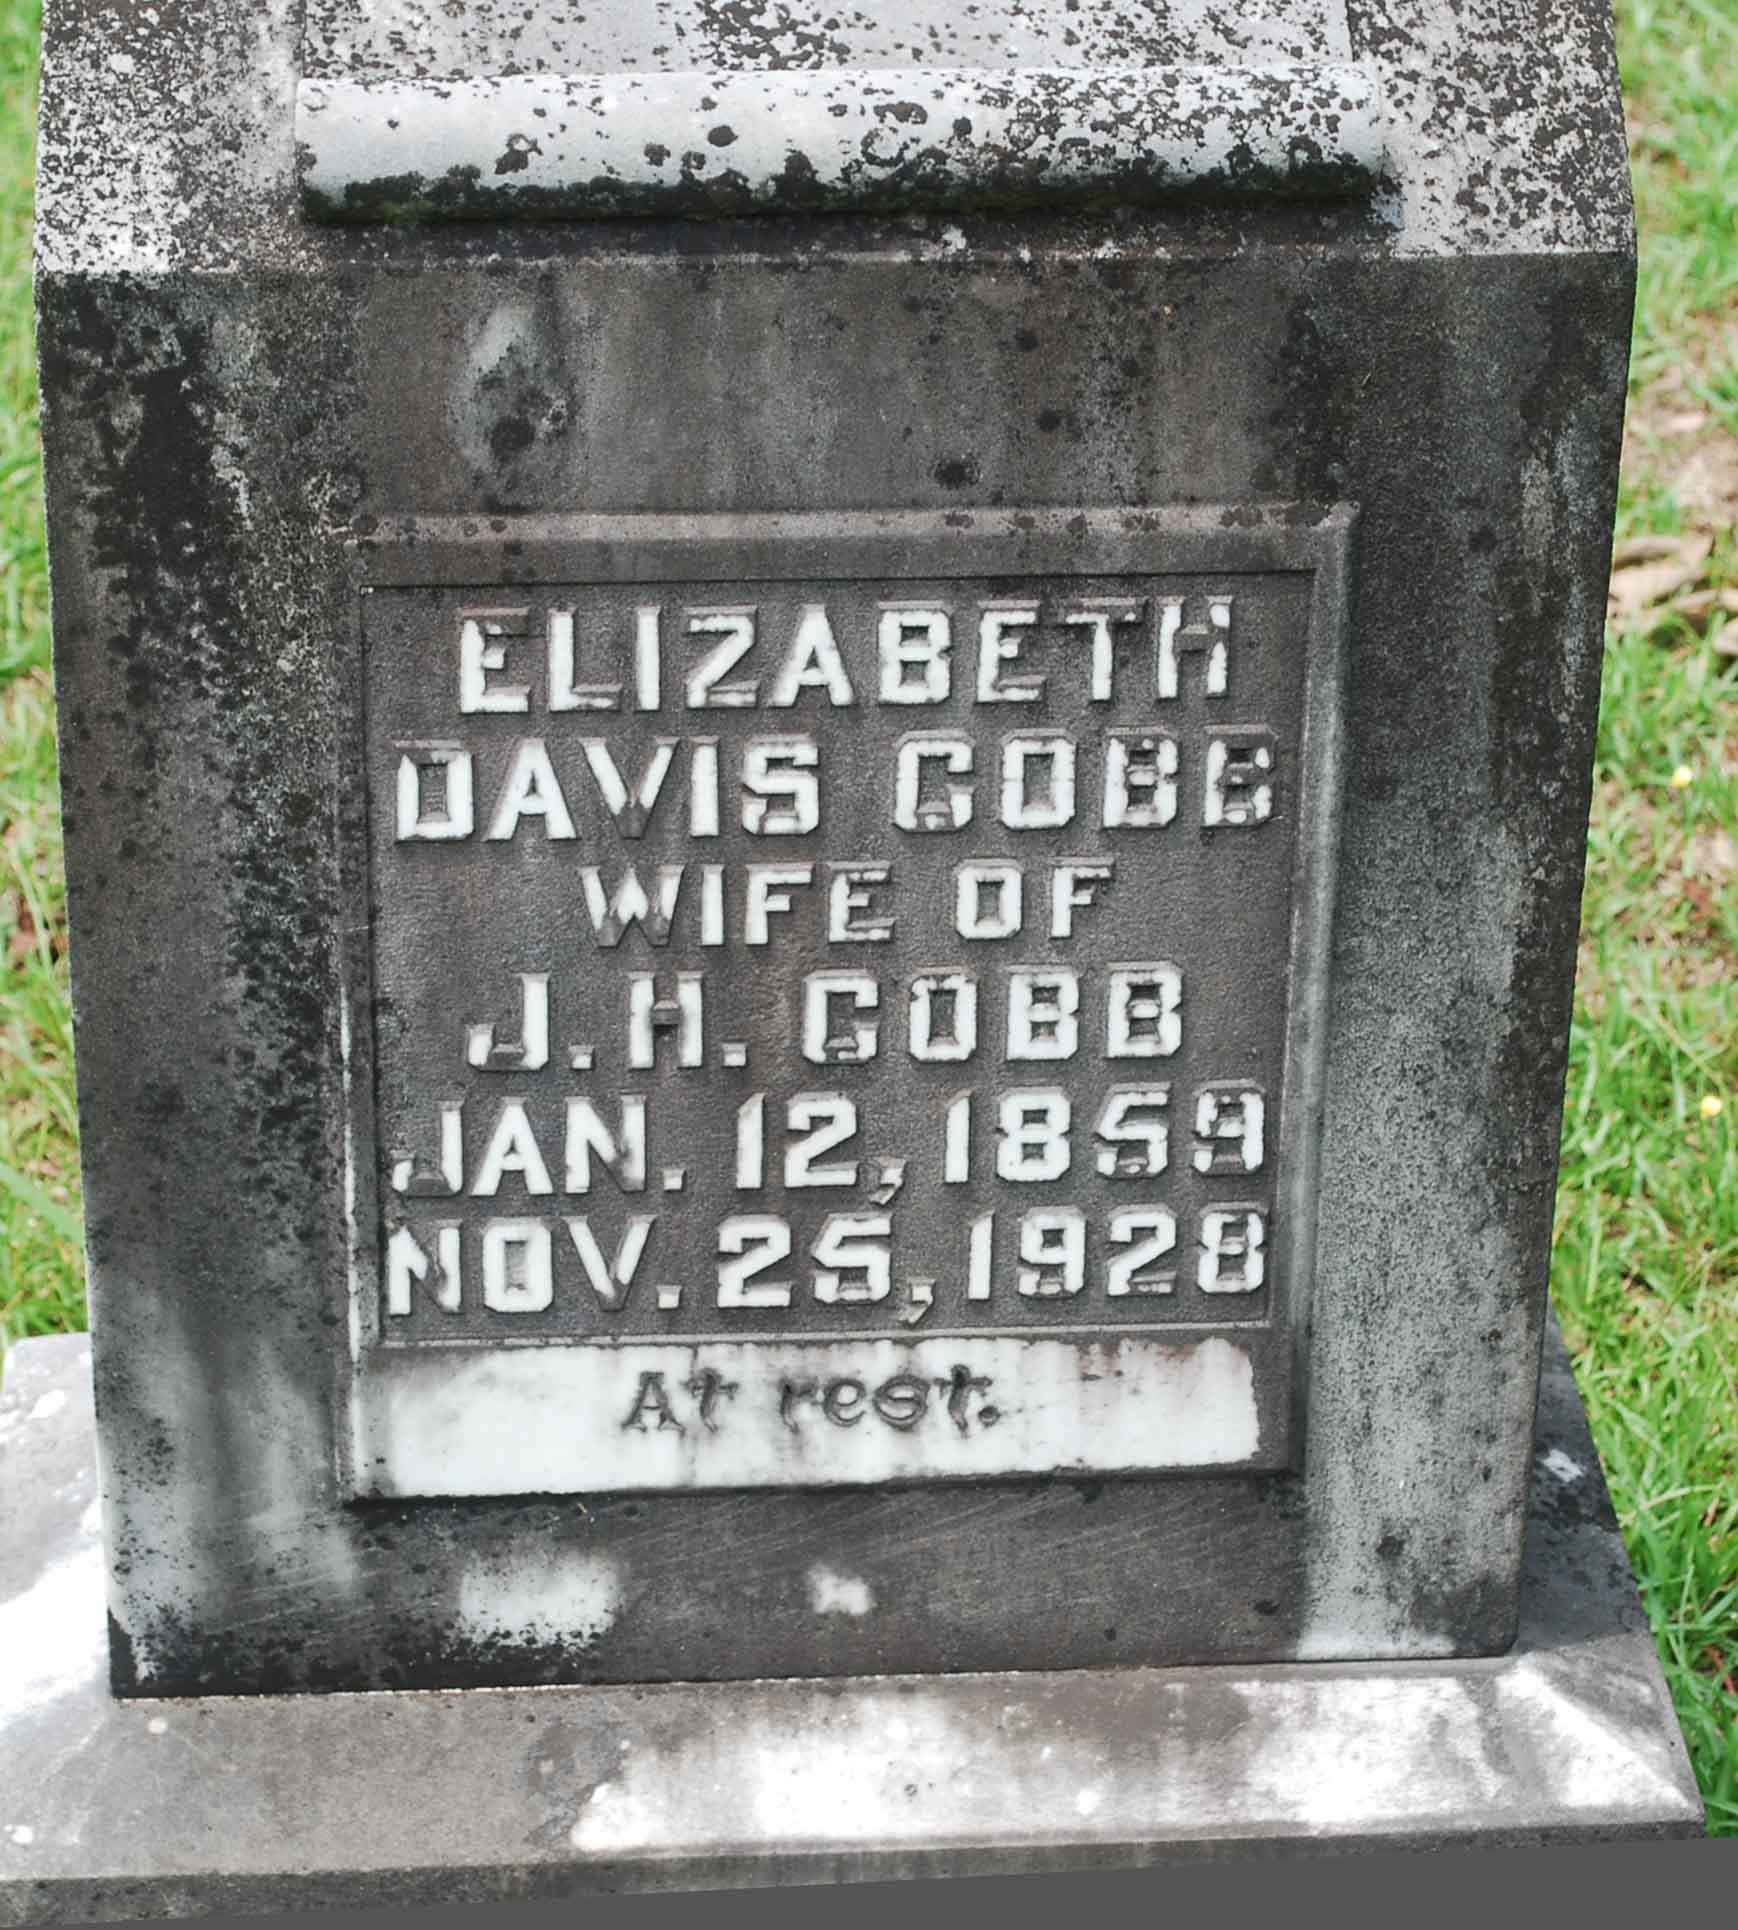 ELIZABETH
DAVIS COBB
WIFE OF
J. H. COBB
JAN. 12, 1859
NOV. 25, 1928
At rest.